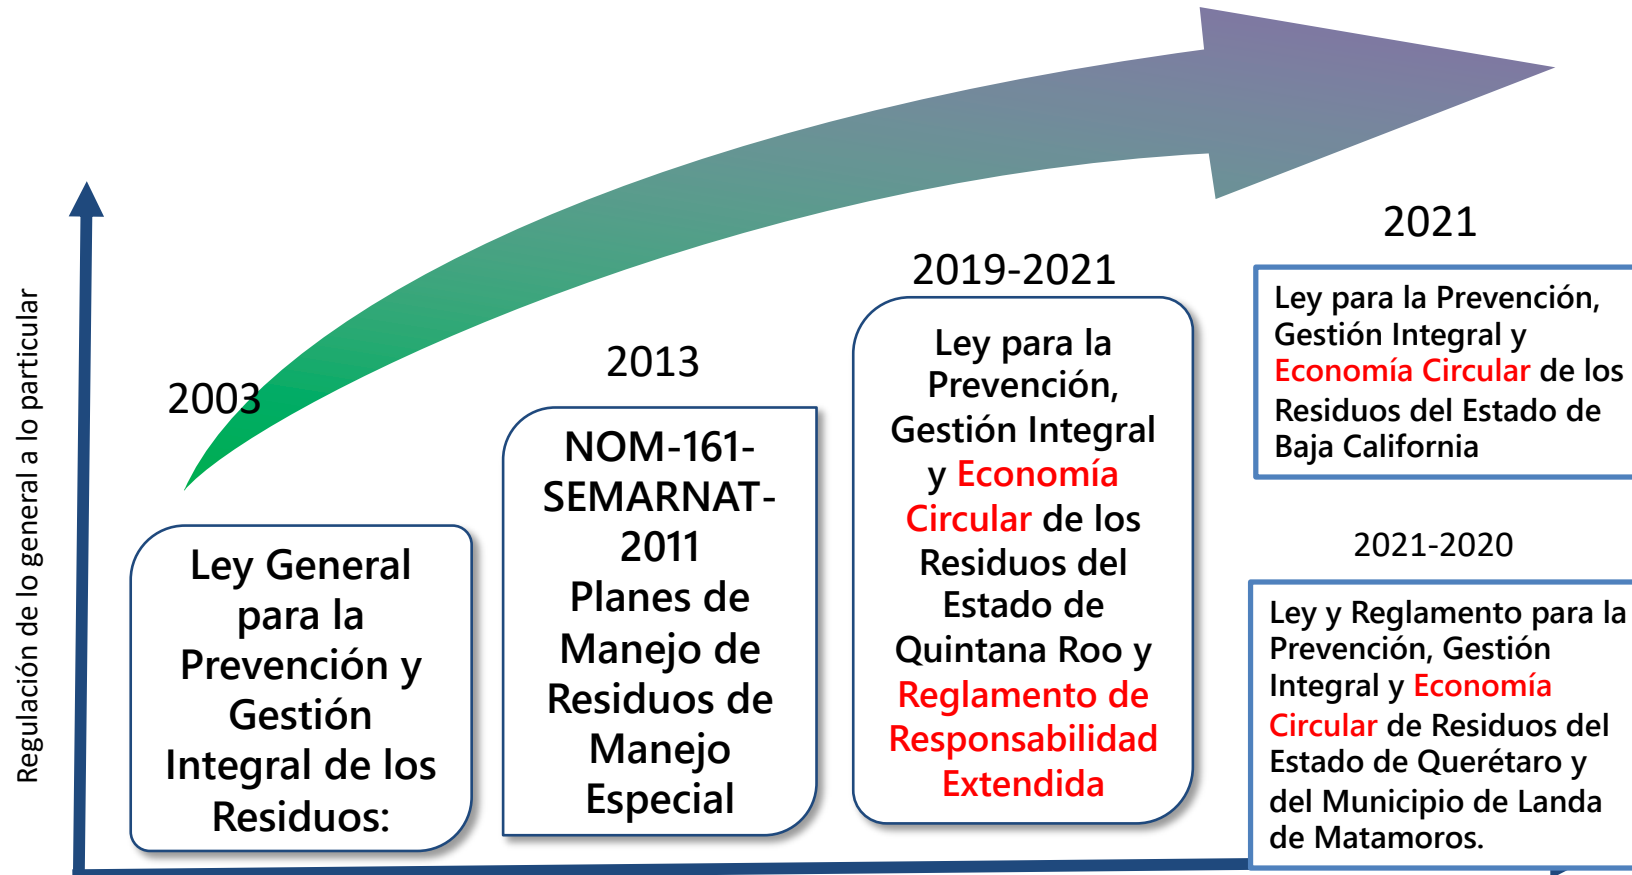 Regulación de lo general a lo particular
2003
Ley General
para la
Prevención y
Gestión
Integral de los
Residuos:
2013
NOM-161-
SEMARNAT-
2011
Planes de
Manejo de
Residuos de
Manejo
Especial
2019-2021
Ley para la
Prevención,
Gestión Integral
y Economía
Circular de los
Residuos del
Estado de
Quintana Roo y
Reglamento de
Responsabilidad
Extendida
2021
Ley para la Prevención,
Gestión Integral y
Economía Circular de los
Residuos del Estado de
Baja California
2021-2020
Ley y Reglamento para la
Prevención, Gestión
Integral y Economía
Circular de Residuos del
Estado de Querétaro y
del Municipio de Landa
de Matamoros.